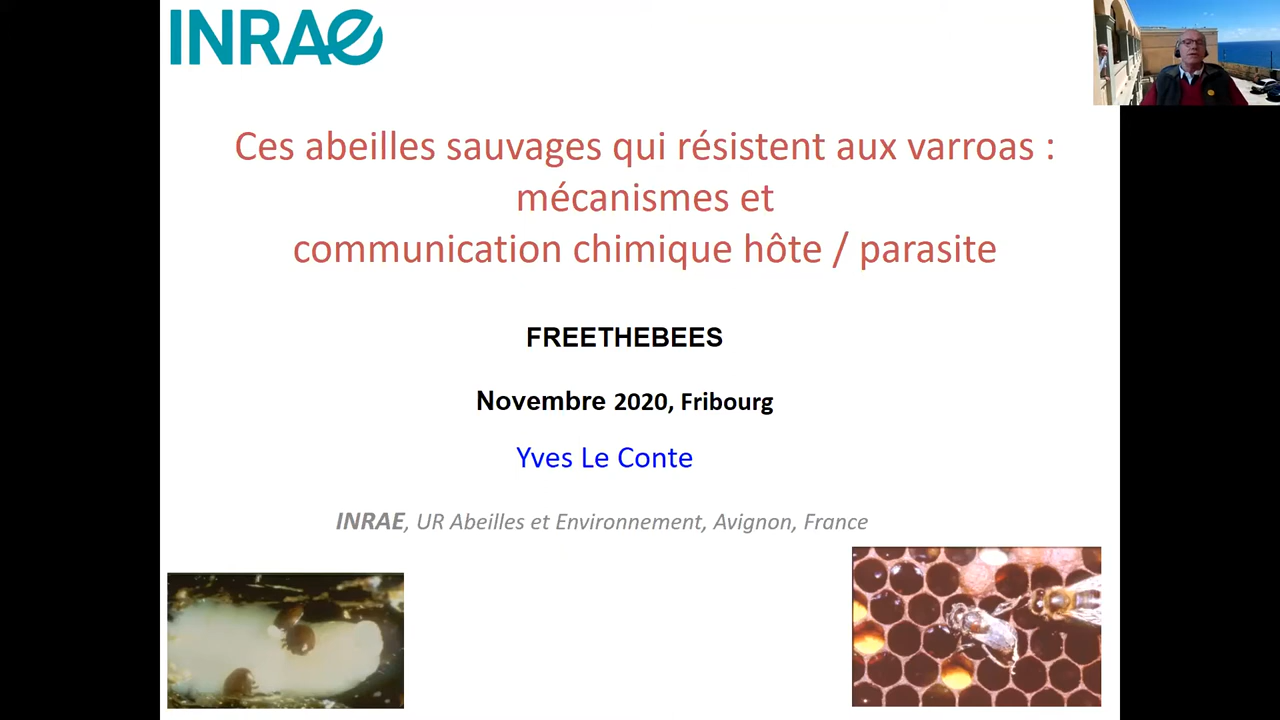 INRAE
Ces abeilles sauvages qui résistent aux varroas :
mécanismes et
communication chimique hôte / parasite
FREETHEBEES
Novembre 2020, Fribourg
Yves Le Conte
INRAE, UR Abeilles et Environnement, Avignon, France